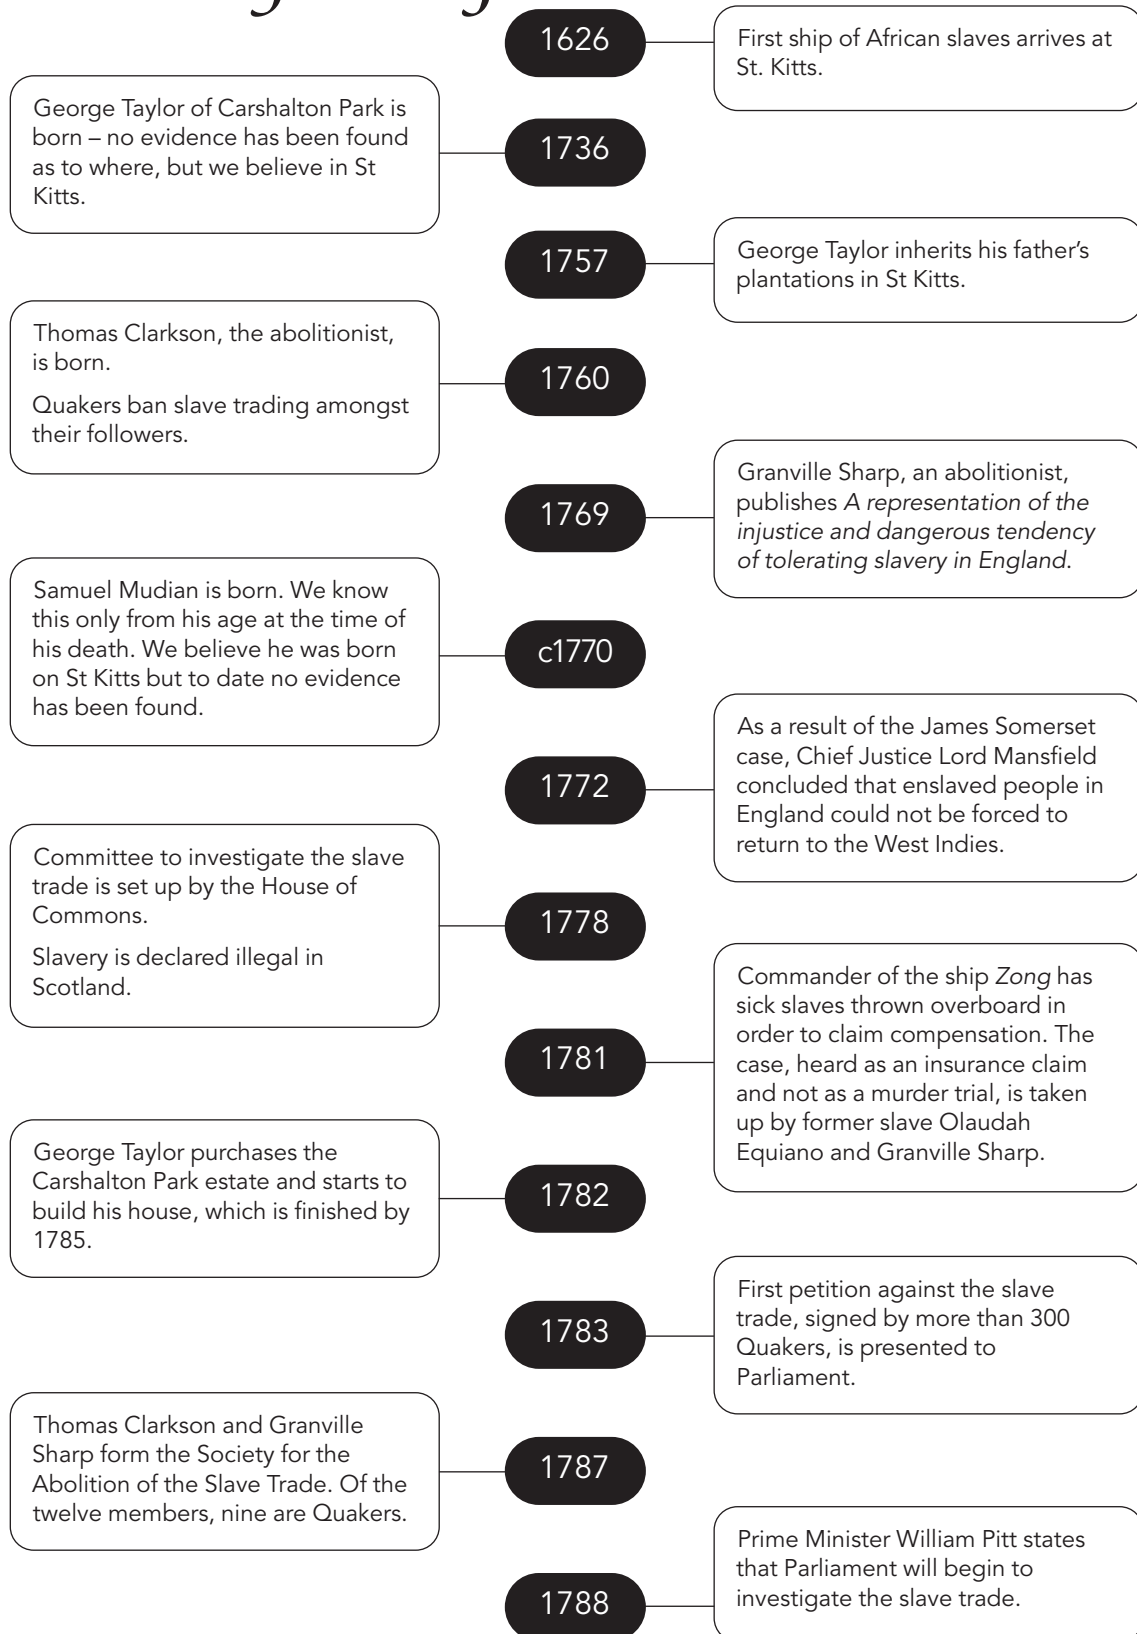 1626
First ship of African slaves arrives at
St. Kitts.
George Taylor of Carshalton Park is
born – no evidence has been found
as to where, but we believe in St
Kitts.
1736
1757
George Taylor inherits his father’s
plantations in St Kitts.
Thomas Clarkson, the abolitionist,
is born.
Quakers ban slave trading amongst
their followers.
1760
1769
Granville Sharp, an abolitionist,
publishes A representation of the
injustice and dangerous tendency
of tolerating slavery in England.
Samuel Mudian is born. We know
this only from his age at the time of
his death. We believe he was born
on St Kitts but to date no evidence
has been found.
c1770
1772
As a result of the James Somerset
case, Chief Justice Lord Mansfield
concluded that enslaved people in
England could not be forced to
return to the West Indies.
Committee to investigate the slave
trade is set up by the House of
Commons.
Slavery is declared illegal in
Scotland.
1778
1781
Commander of the ship Zong has
sick slaves thrown overboard in
order to claim compensation. The
case, heard as an insurance claim
and not as a murder trial, is taken
up by former slave Olaudah
Equiano and Granville Sharp.
George Taylor purchases the
Carshalton Park estate and starts to
build his house, which is finished by
1785.
1782
1783
First petition against the slave
trade, signed by more than 300
Quakers, is presented to
Parliament.
Thomas Clarkson and Granville
Sharp form the Society for the
Abolition of the Slave Trade. Of the
twelve members, nine are Quakers.
1787
1788
Prime Minister William Pitt states
that Parliament will begin to
investigate the slave trade.